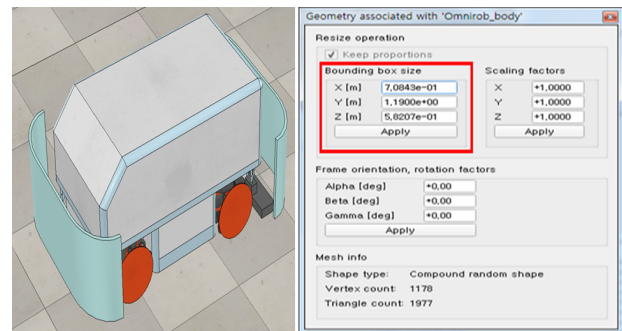 Geometry associated with 'Omnirob_body'
Resize operation
Keep proportions
Bounding box size
X [m] 7,0843e-01
Y [m] 1,1900e+00
Z [m] 5,8207e-01
Apply
Scaling factors
X +1,0000
Y +1,0000
Z +1,0000
Apply
Frame orientation, rotation factors
Alpha [deg] +0,00
Beta [deg] +0,00
Gamma [deg] +0,00
Apply
Mesh info
Shape type: Compound random shape
Vertex count: 1178
Triangle count: 1977